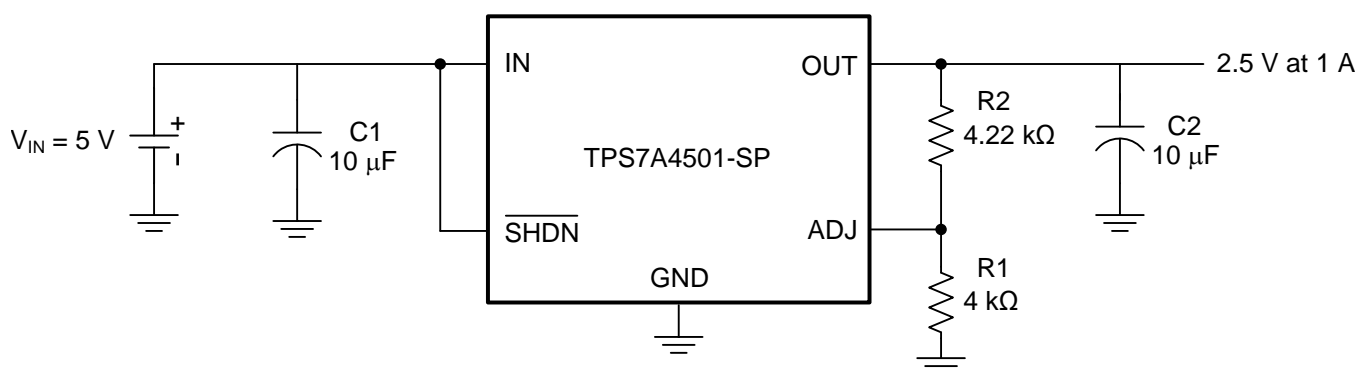 IN
OUT
2.5 V at 1 A
R2
4.22 kΩ
C1
10 μF
C2
10 μF
V_IN = 5 V
+
-
TPS7A4501-SP
SHDN
ADJ
GND
R1
4 kΩ